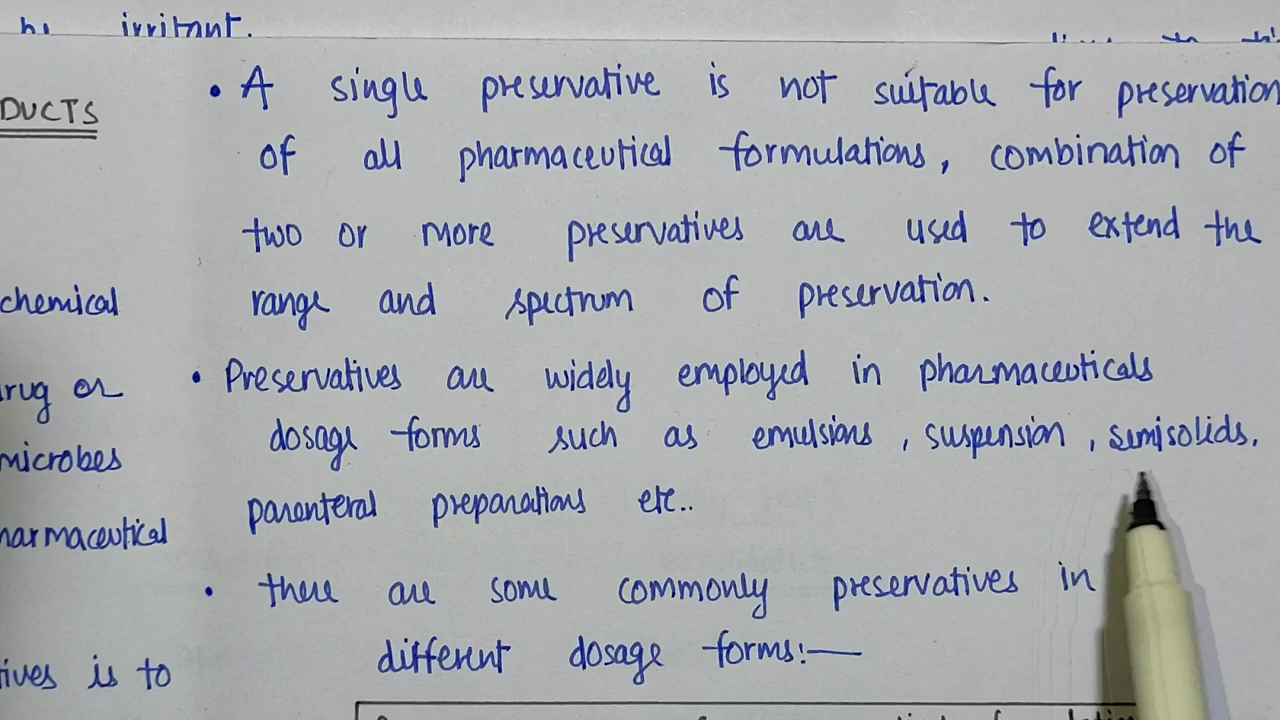 irritant.
DUCTS
chemical
drug or
microbes
harmaceutical
tives is to
• A single preservative is not suitable for preservation
of all pharmaceutical formulations, combination of
two or more preservatives are used to extend the
range and spectrum of preservation.
• Preservatives are widely employed in pharmaceuticals
dosage forms such as emulsions, suspension, semisolids,
parenteral preparations etc..
• there are some commonly preservatives in
different dosage forms:—